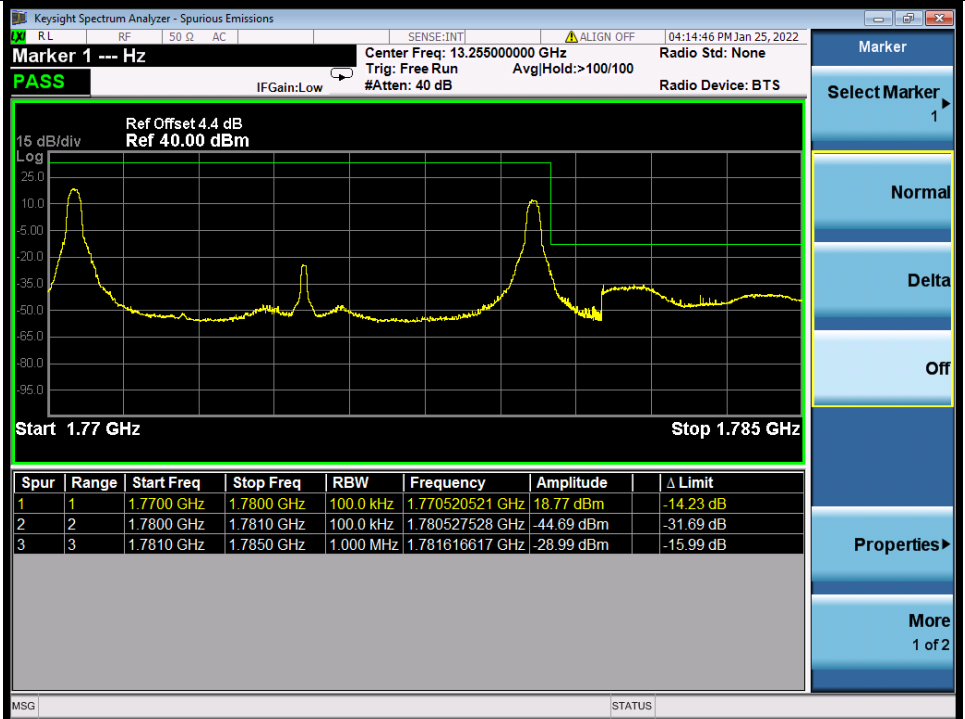 Keysight Spectrum Analyzer - Spurious Emissions
LXI RL RF 50 Ω AC SENSE:INT ALIGN OFF 04:14:46 PM Jan 25, 2022
Marker 1 --- Hz
Center Freq: 13.255000000 GHz Radio Std: None
Trig: Free Run Avg|Hold:>100/100
PASS IFGain:Low #Atten: 40 dB Radio Device: BTS
Ref Offset 4.4 dB
15 dB/div Ref 40.00 dBm
Log
25.0
10.0
-5.00
-20.0
-35.0
-50.0
-65.0
-80.0
-95.0
Start 1.77 GHz Stop 1.785 GHz
Spur Range Start Freq Stop Freq RBW Frequency Amplitude Δ Limit
1 1 1.7700 GHz 1.7800 GHz 100.0 kHz 1.770520521 GHz 18.77 dBm -14.23 dB
2 2 1.7800 GHz 1.7810 GHz 100.0 kHz 1.780527528 GHz -44.69 dBm -31.69 dB
3 3 1.7810 GHz 1.7850 GHz 1.000 MHz 1.781616617 GHz -28.99 dBm -15.99 dB
Marker
Select Marker
1
Normal
Delta
Off
Properties
More
1 of 2
MSG STATUS